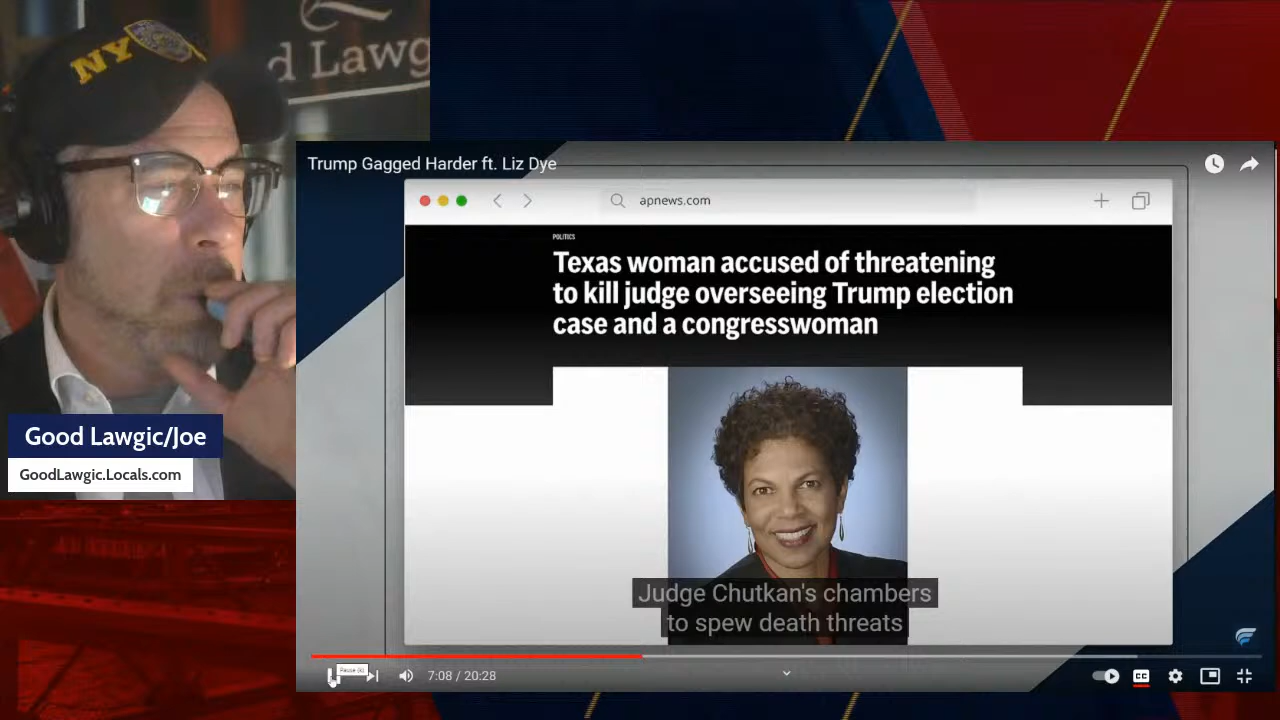 NY
d Lawg
Trump Gagged Harder ft. Liz Dye
apnews.com
POLITICS
Texas woman accused of threatening
to kill judge overseeing Trump election
case and a congresswoman
Good Lawgic/Joe
GoodLawgic.Locals.com
Judge Chutkan's chambers
to spew death threats
Pause (k)
7:08 / 20:28
CC